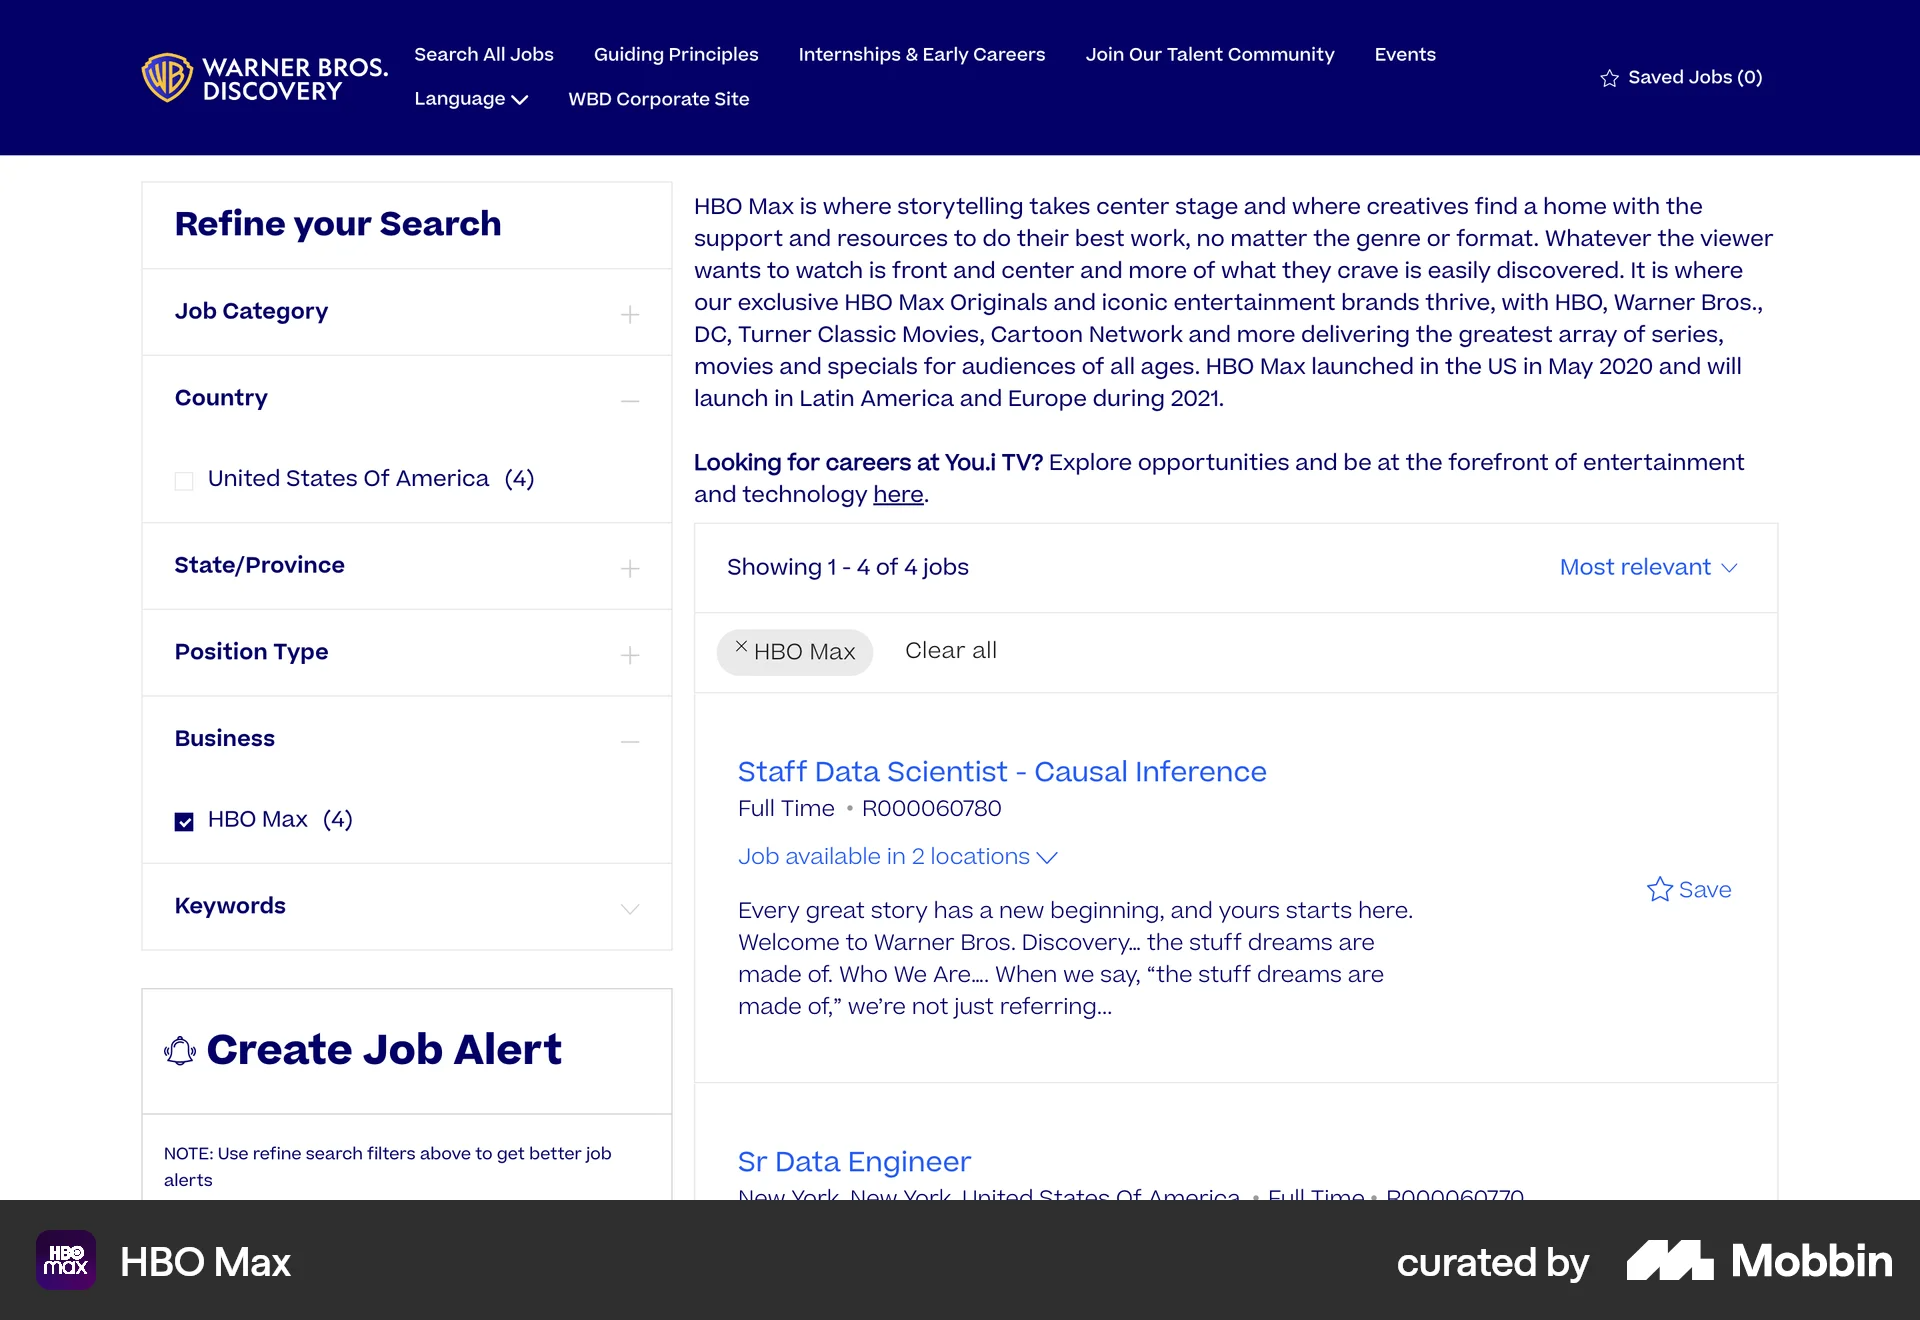 WARNER BROS. DISCOVERY
Search All Jobs
Guiding Principles
Internships & Early Careers
Join Our Talent Community
Events
Language
WBD Corporate Site
Saved Jobs (0)
Refine your Search
Job Category
Country
United States Of America (4)
State/Province
Position Type
Business
HBO Max (4)
Keywords
Create Job Alert
NOTE: Use refine search filters above to get better job
alerts
HBO Max is where storytelling takes center stage and where creatives find a home with the
support and resources to do their best work, no matter the genre or format. Whatever the viewer
wants to watch is front and center and more of what they crave is easily discovered. It is where
our exclusive HBO Max Originals and iconic entertainment brands thrive, with HBO, Warner Bros.,
DC, Turner Classic Movies, Cartoon Network and more delivering the greatest array of series,
movies and specials for audiences of all ages. HBO Max launched in the US in May 2020 and will
launch in Latin America and Europe during 2021.
Looking for careers at You.i TV? Explore opportunities and be at the forefront of entertainment
and technology here.
Showing 1 - 4 of 4 jobs
Most relevant
HBO Max
Clear all
Staff Data Scientist - Causal Inference
Full Time • R000060780
Job available in 2 locations
Every great story has a new beginning, and yours starts here.
Welcome to Warner Bros. Discovery… the stuff dreams are
made of. Who We Are…. When we say, “the stuff dreams are
made of,” we’re not just referring...
Save
Sr Data Engineer
New York, New York, United States Of America • Full Time • R000060770
HBO max
HBO Max
curated by
Mobbin